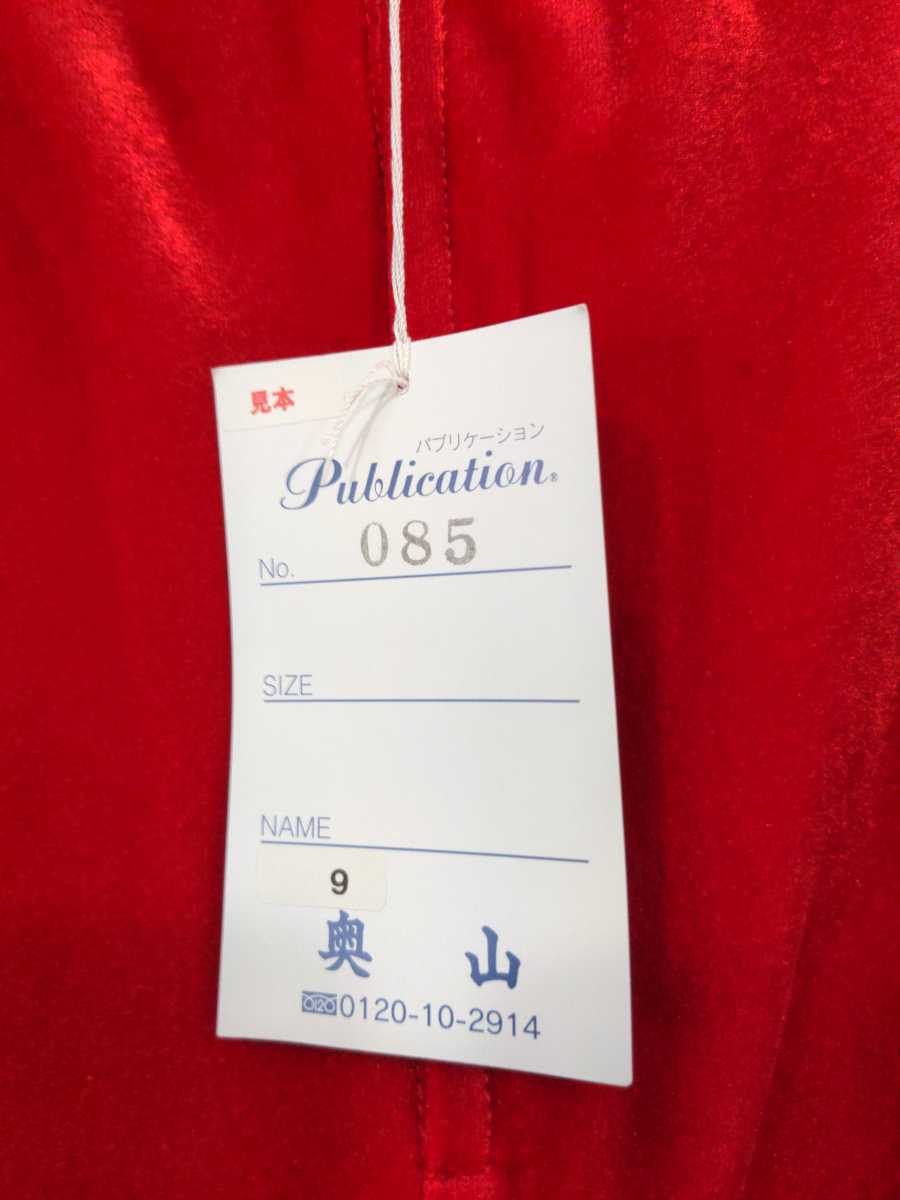 見本
パブリケーション
Publication®
No. 085
SIZE
NAME
9
奥山
0120-10-2914